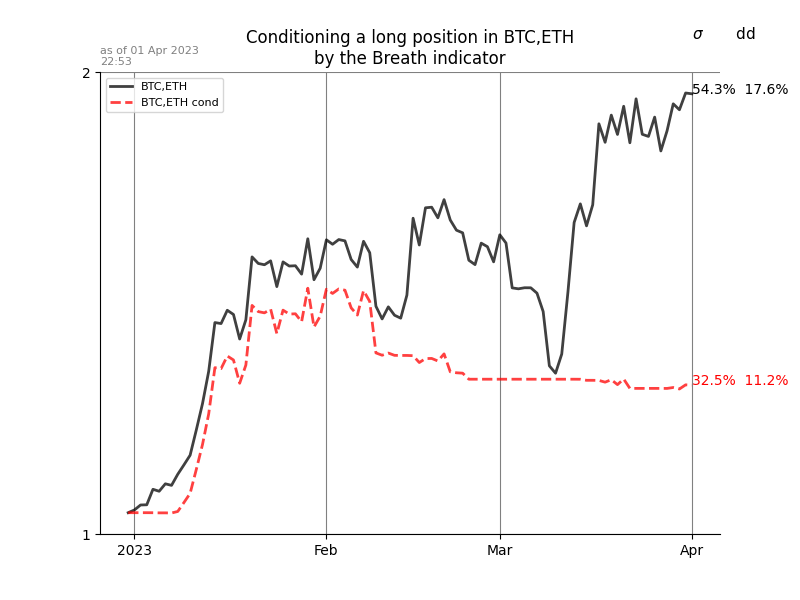 Conditioning a long position in BTC,ETH
by the Breath indicator
σ dd
as of 01 Apr 2023
22:53
2
BTC,ETH
BTC,ETH cond
54.3% 17.6%
32.5% 11.2%
1
2023 Feb Mar Apr